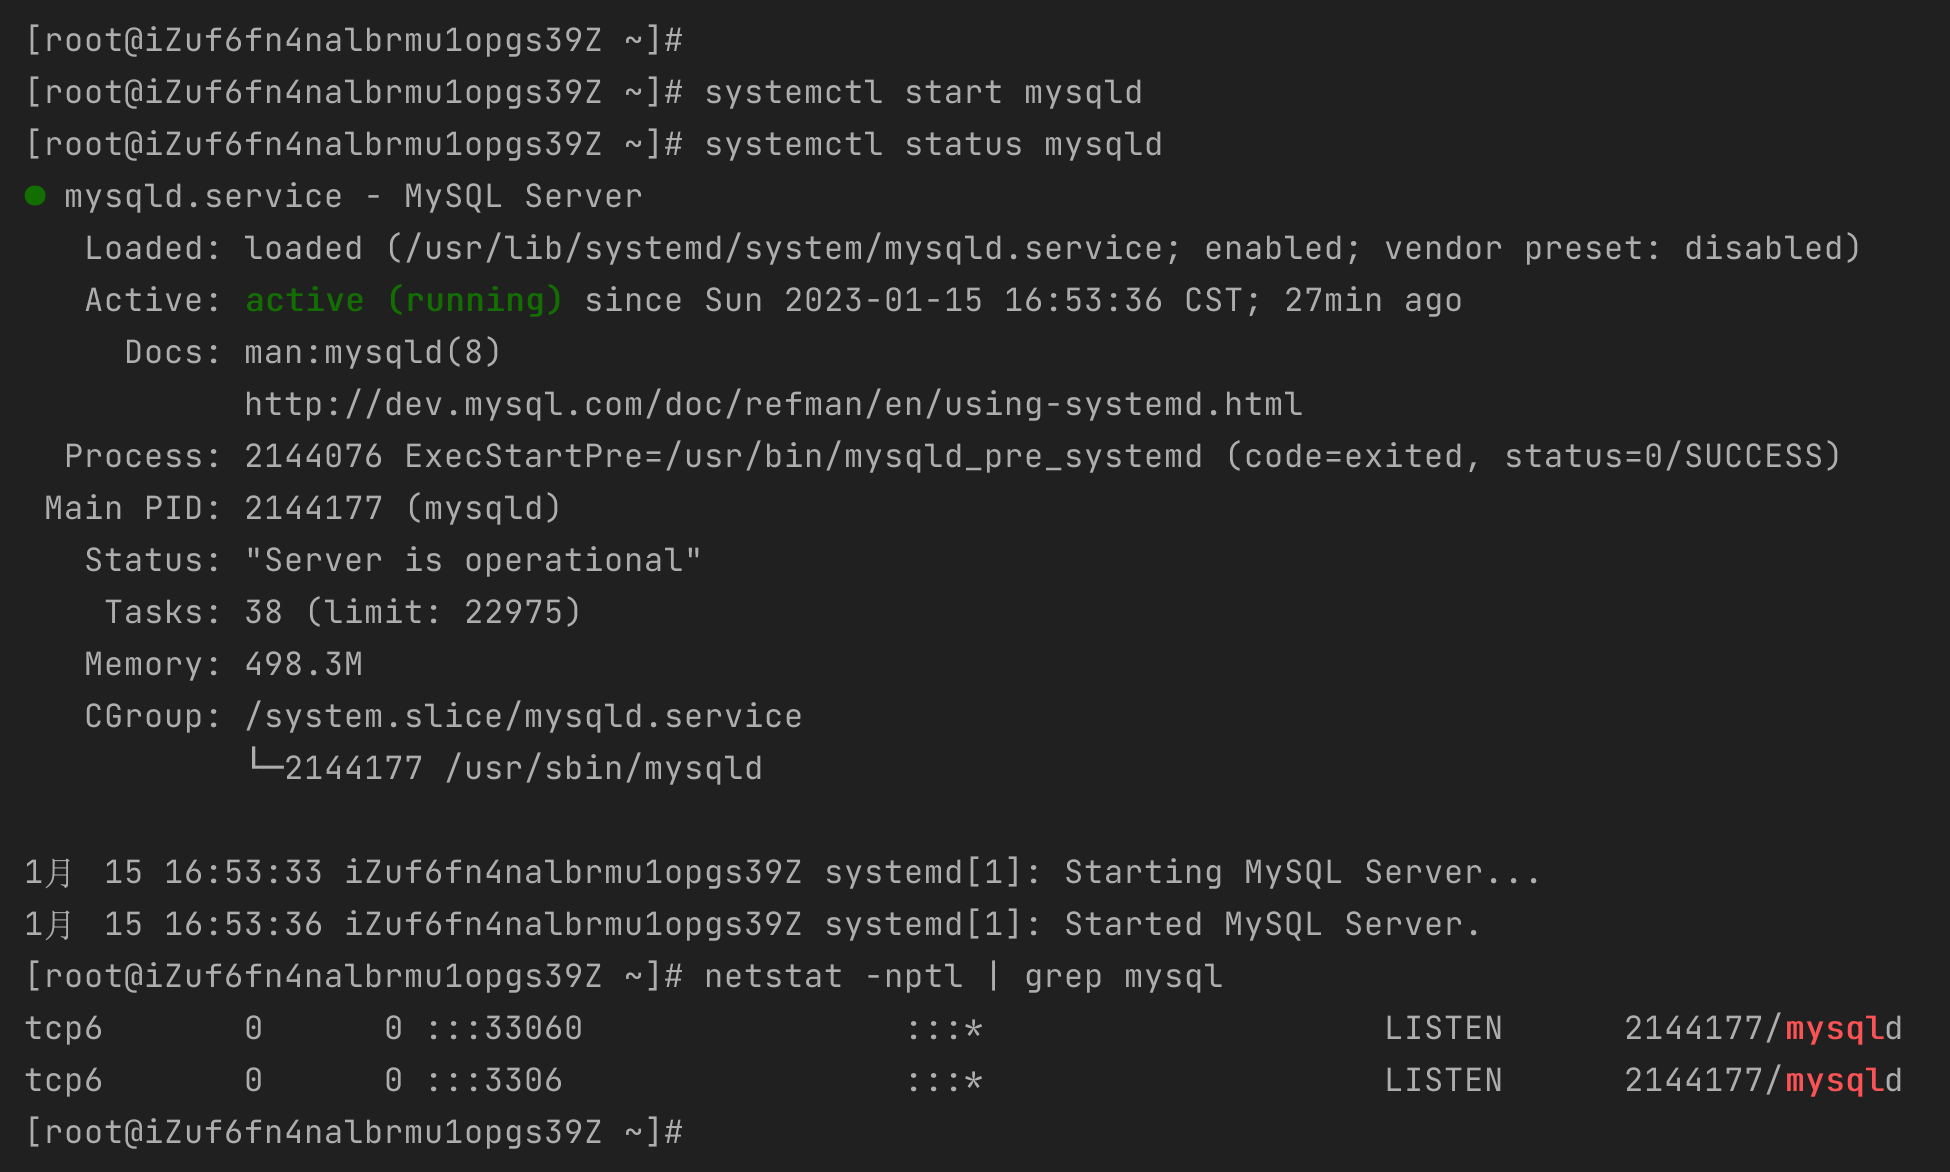 [root@iZuf6fn4nalbrmu1opgs39Z ~]#
[root@iZuf6fn4nalbrmu1opgs39Z ~]# systemctl start mysqld
[root@iZuf6fn4nalbrmu1opgs39Z ~]# systemctl status mysqld
● mysqld.service - MySQL Server
   Loaded: loaded (/usr/lib/systemd/system/mysqld.service; enabled; vendor preset: disabled)
   Active: active (running) since Sun 2023-01-15 16:53:36 CST; 27min ago
     Docs: man:mysqld(8)
           http://dev.mysql.com/doc/refman/en/using-systemd.html
  Process: 2144076 ExecStartPre=/usr/bin/mysqld_pre_systemd (code=exited, status=0/SUCCESS)
 Main PID: 2144177 (mysqld)
   Status: "Server is operational"
    Tasks: 38 (limit: 22975)
   Memory: 498.3M
   CGroup: /system.slice/mysqld.service
           └─2144177 /usr/sbin/mysqld

1月  15 16:53:33 iZuf6fn4nalbrmu1opgs39Z systemd[1]: Starting MySQL Server...
1月  15 16:53:36 iZuf6fn4nalbrmu1opgs39Z systemd[1]: Started MySQL Server.
[root@iZuf6fn4nalbrmu1opgs39Z ~]# netstat -nptl | grep mysql
tcp6       0      0 :::33060                :::*                    LISTEN      2144177/mysqld
tcp6       0      0 :::3306                 :::*                    LISTEN      2144177/mysqld
[root@iZuf6fn4nalbrmu1opgs39Z ~]#